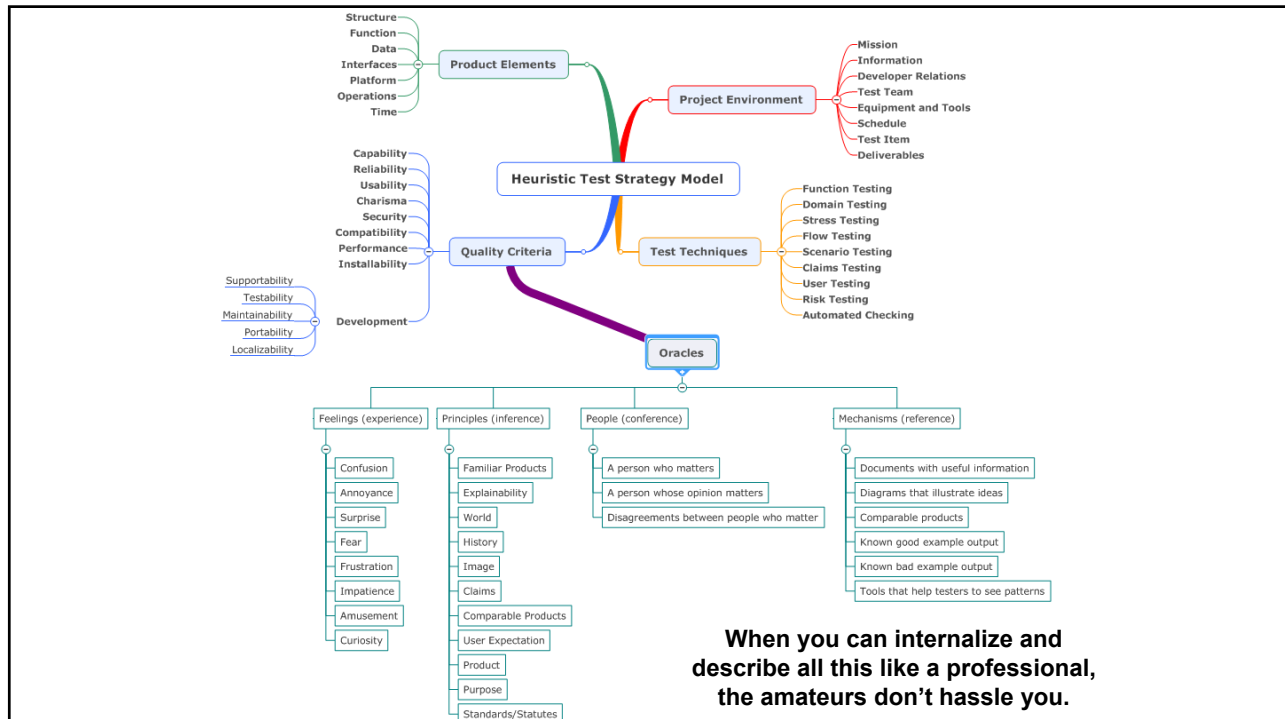 Heuristic Test Strategy Model
Product Elements
Structure
Function
Data
Interfaces
Platform
Operations
Time
Project Environment
Mission
Information
Developer Relations
Test Team
Equipment and Tools
Schedule
Test Item
Deliverables
Quality Criteria
Capability
Reliability
Usability
Charisma
Security
Compatibility
Performance
Installability
Development
Supportability
Testability
Maintainability
Portability
Localizability
Test Techniques
Function Testing
Domain Testing
Stress Testing
Flow Testing
Scenario Testing
Claims Testing
User Testing
Risk Testing
Automated Checking
Oracles
Feelings (experience)
Confusion
Annoyance
Surprise
Fear
Frustration
Impatience
Amusement
Curiosity
Principles (inference)
Familiar Products
Explainability
World
History
Image
Claims
Comparable Products
User Expectation
Product
Purpose
Standards/Statutes
People (conference)
A person who matters
A person whose opinion matters
Disagreements between people who matter
Mechanisms (reference)
Documents with useful information
Diagrams that illustrate ideas
Comparable products
Known good example output
Known bad example output
Tools that help testers to see patterns
When you can internalize and
describe all this like a professional,
the amateurs don’t hassle you.